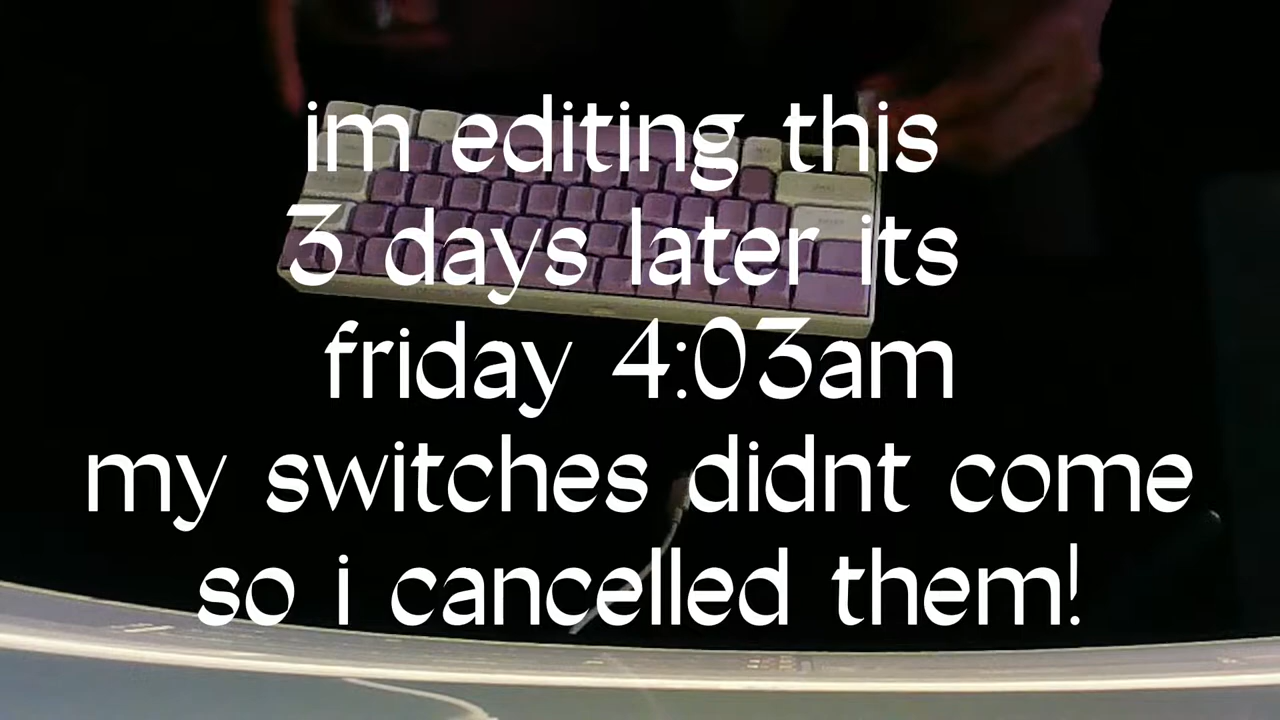 im editing this
3 days later its
friday 4:03am
my switches didnt come
so i cancelled them!